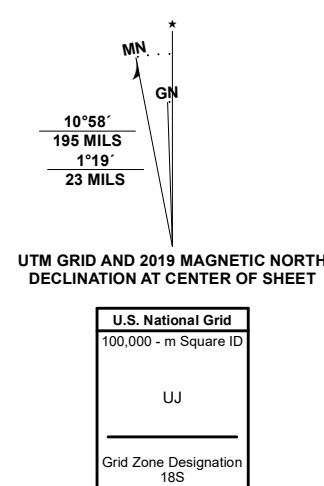 MN
GN
10°58´
195 MILS
1°19´
23 MILS
UTM GRID AND 2019 MAGNETIC NORTH
DECLINATION AT CENTER OF SHEET
U.S. National Grid
100,000 - m Square ID
UJ
Grid Zone Designation
18S